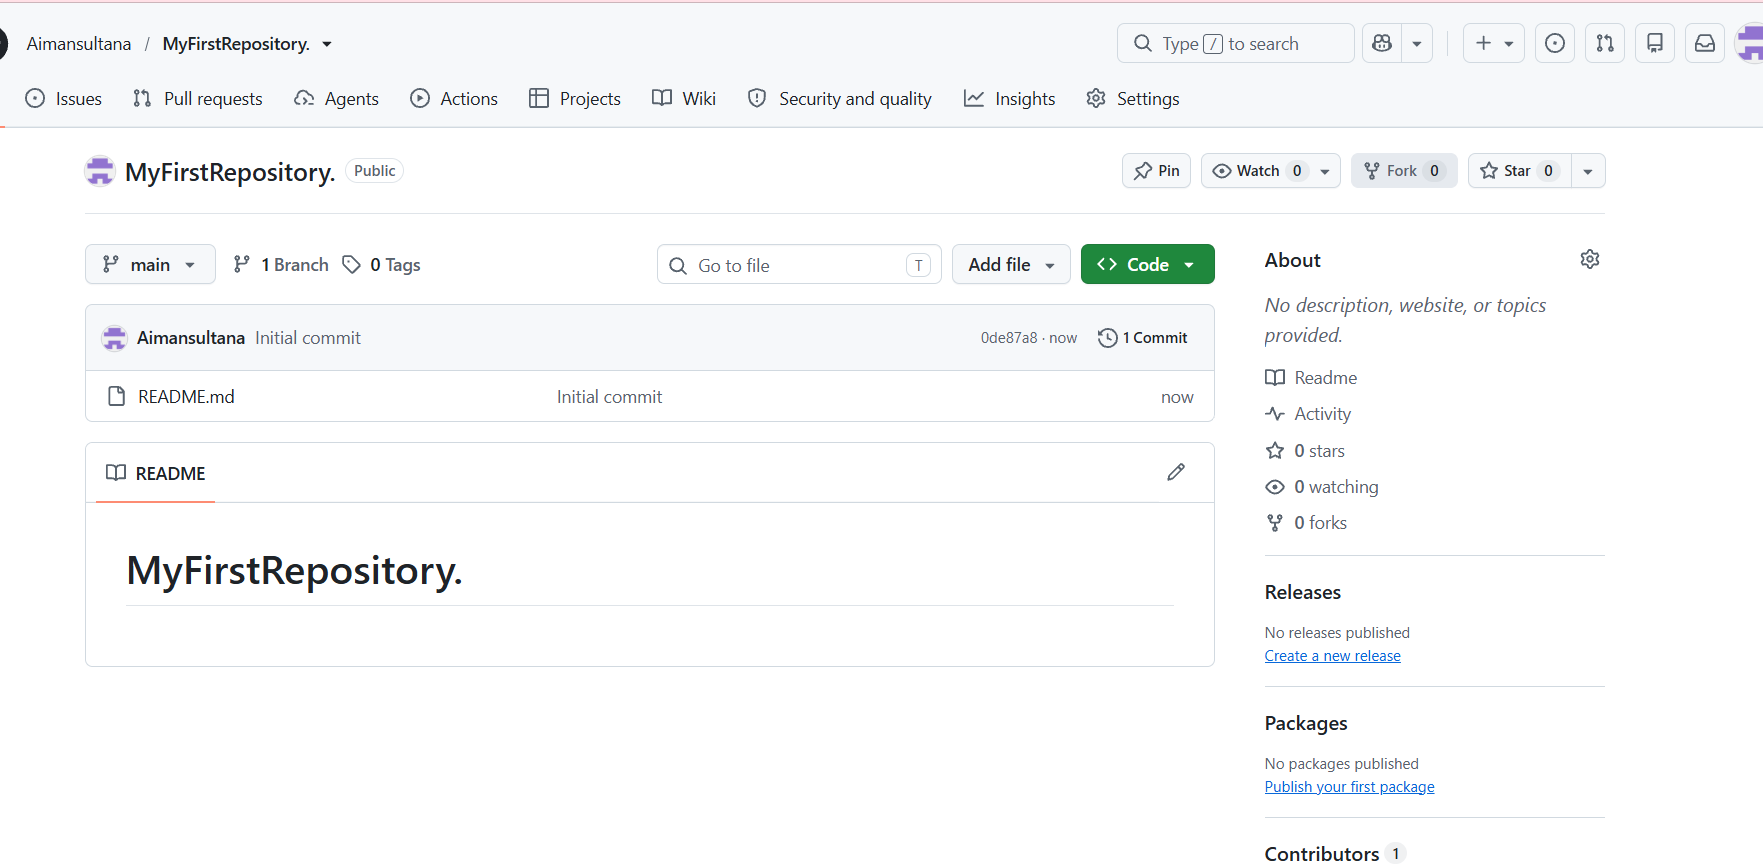 Aimansultana / MyFirstRepository.
Type / to search
Issues Pull requests Agents Actions Projects Wiki Security and quality Insights Settings
MyFirstRepository. Public
Pin Watch 0 Fork 0 Star 0
main 1 Branch 0 Tags
Go to file T Add file Code
Aimansultana Initial commit 0de87a8 · now 1 Commit
README.md Initial commit now
README
MyFirstRepository.
About
No description, website, or topics
provided.
Readme
Activity
0 stars
0 watching
0 forks
Releases
No releases published
Create a new release
Packages
No packages published
Publish your first package
Contributors 1